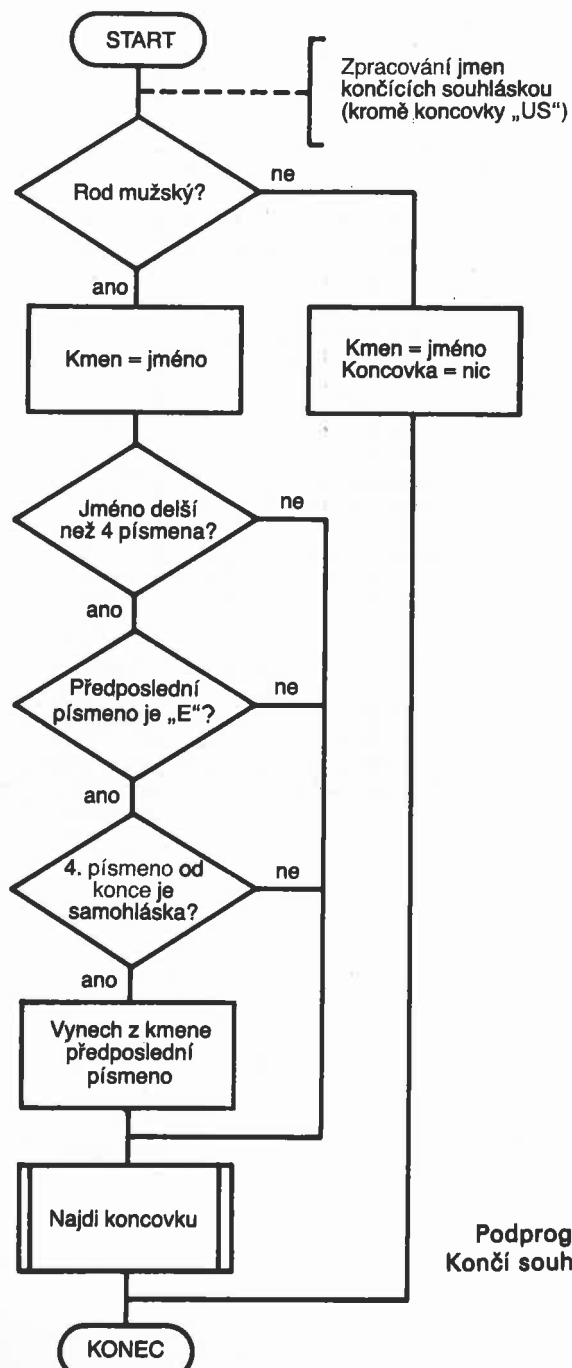 START
Zpracování jmen
končících souhláskou
(kromě koncovky „US“)
Rod mužský?
ne
ano
Kmen = jméno
Kmen = jméno
Koncovka = nic
Jméno delší
než 4 písmena?
ne
ano
Předposlední
písmeno je „E“?
ne
ano
4. písmeno od
konce je
samohláska?
ne
ano
Vynech z kmene
předposlední
písmeno
Najdi koncovku
Podprog
Končí souh
KONEC